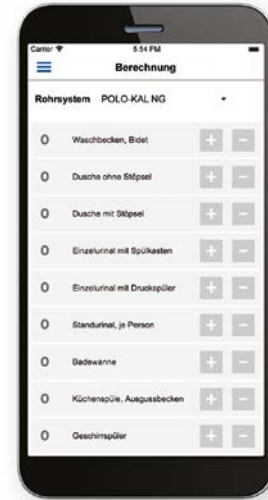 Carrier 5:54 PM
Berechnung
Rohrsystem POLO-KAL NG
0 Waschbecken, Bidet + −
0 Dusche ohne Stöpsel + −
0 Dusche mit Stöpsel + −
0 Einzelurinal mit Spülkasten + −
0 Einzelurinal mit Druckspüler + −
0 Standurinal, je Person + −
0 Badewanne + −
0 Küchenspüle, Ausgussbecken + −
0 Geschirrspüler + −